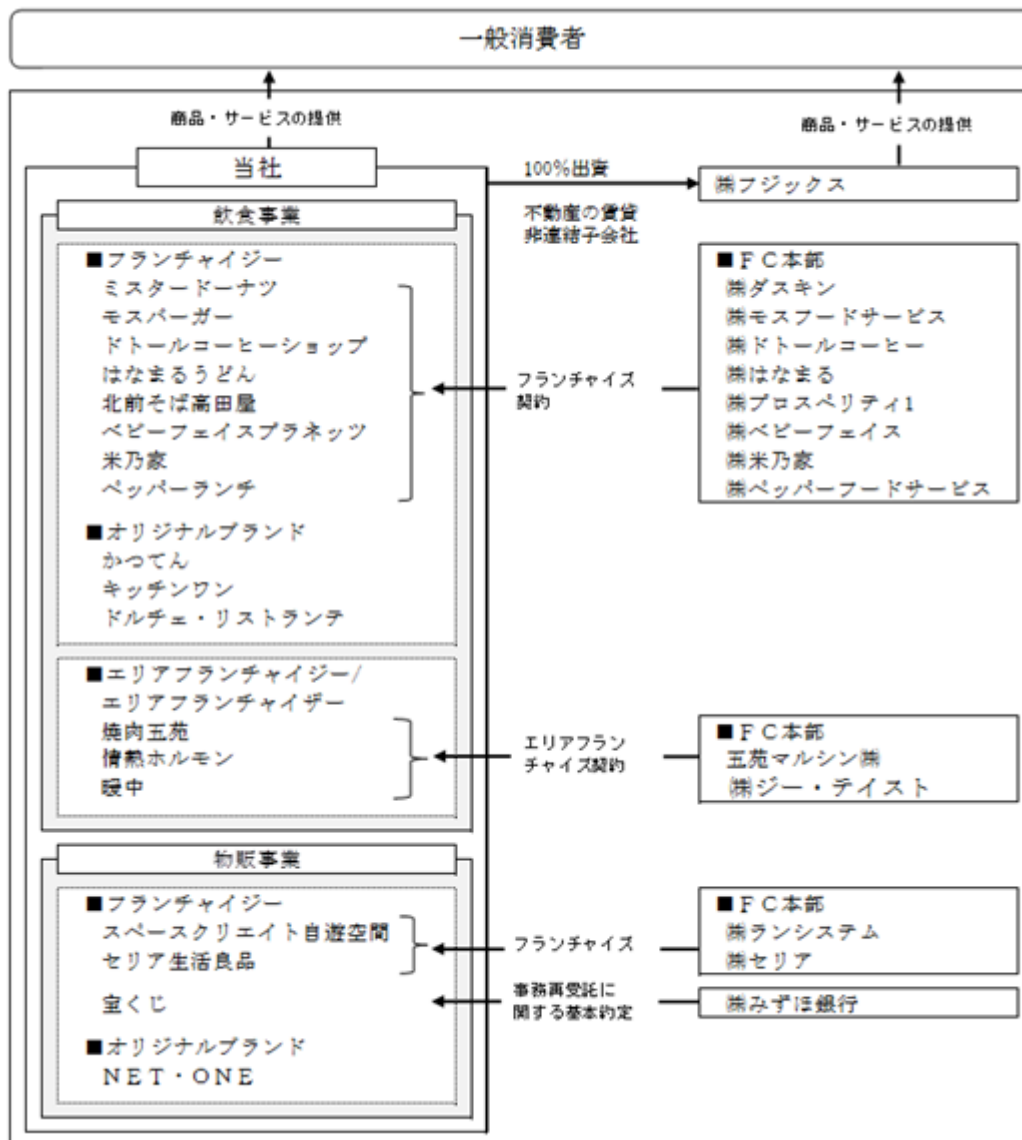 一般消費者
商品・サービスの提供
商品・サービスの提供
当社
100％出資
不動産の賃貸
非連結子会社
㈱フジックス
飲食事業
■フランチャイジー
ミスタードーナツ
モスバーガー
ドトールコーヒーショップ
はなまるうどん
北前そば高田屋
ベビーフェイスプラネッツ
米乃家
ペッパーランチ
フランチャイズ
契約
■ＦＣ本部
㈱ダスキン
㈱モスフードサービス
㈱ドトールコーヒー
㈱はなまる
㈱プロスペリティ1
㈱ベビーフェイス
㈱米乃家
㈱ペッパーフードサービス
■オリジナルブランド
かつてん
キッチンワン
ドルチェ・リストランテ
■エリアフランチャイジー/
エリアフランチャイザー
焼肉五苑
情熱ホルモン
暖中
エリアフラン
チャイズ契約
■ＦＣ本部
五苑マルシン㈱
㈱ジー・テイスト
物販事業
■フランチャイジー
スペースクリエイト自遊空間
セリア生活良品
フランチャイズ
■ＦＣ本部
㈱ランシステム
㈱セリア
宝くじ
事務再受託に
関する基本約定
㈱みずほ銀行
■オリジナルブランド
ＮＥＴ・ＯＮＥ